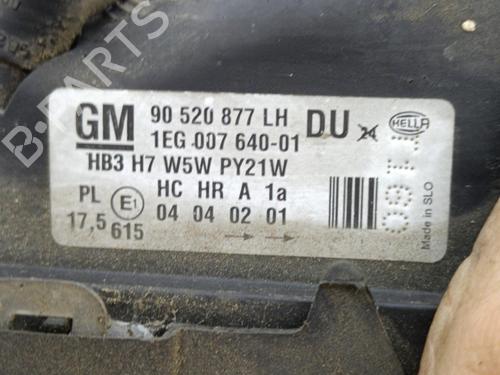 B-PARTS
GM 90 520 877 LH DU 24 HELLA
1EG 007 640-01
HB3 H7 W5W PY21W
PL E1 HC HR A 1a
17,5 615 04 04 02 01
Made in SLO